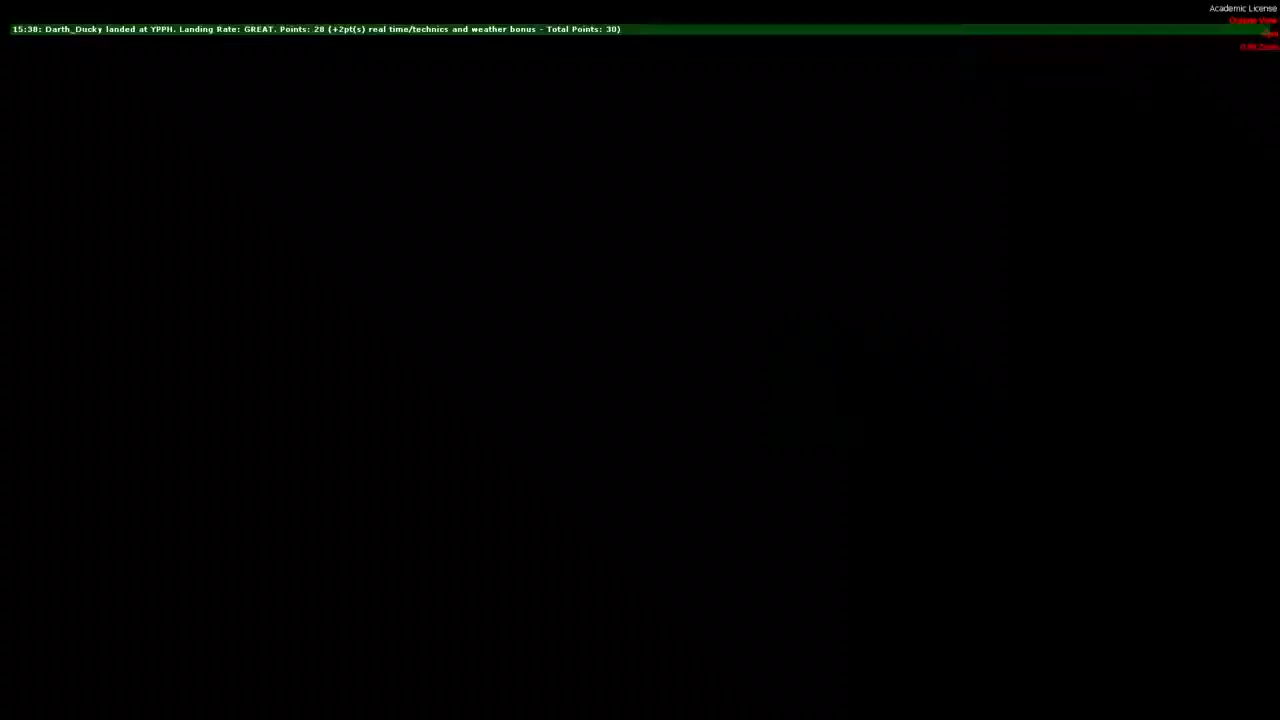 Academic License
15:38: Darth_Ducky landed at YPPH. Landing Rate: GREAT. Points: 28 (+2pt(s) real time/technics and weather bonus - Total Points: 30)